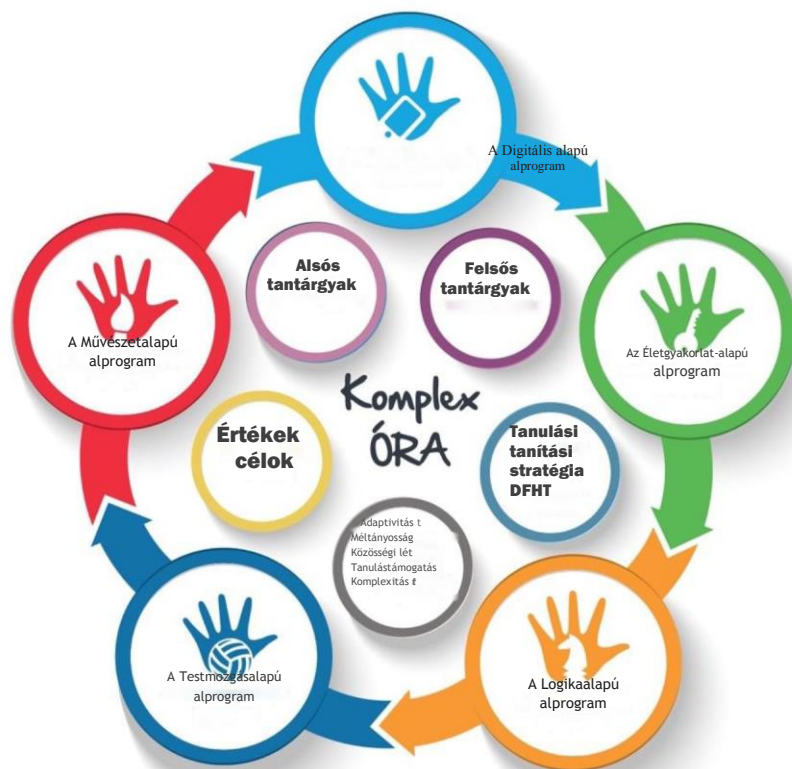 A Digitális alapú
alprogram
Alsós
tantárgyak
Felsős
tantárgyak
A Művészetalapú
alprogram
Az Életgyakorlat-alapú
alprogram
Komplex
ÓRA
Értékek
célok
Tanulási
tanítási
stratégia
DFHT
Adaptivitás t
Méltányosság
Közösségi lét
Tanulástámogatás
Komplexitás
A Testmozgásalapú
alprogram
A Logikaalapú
alprogram